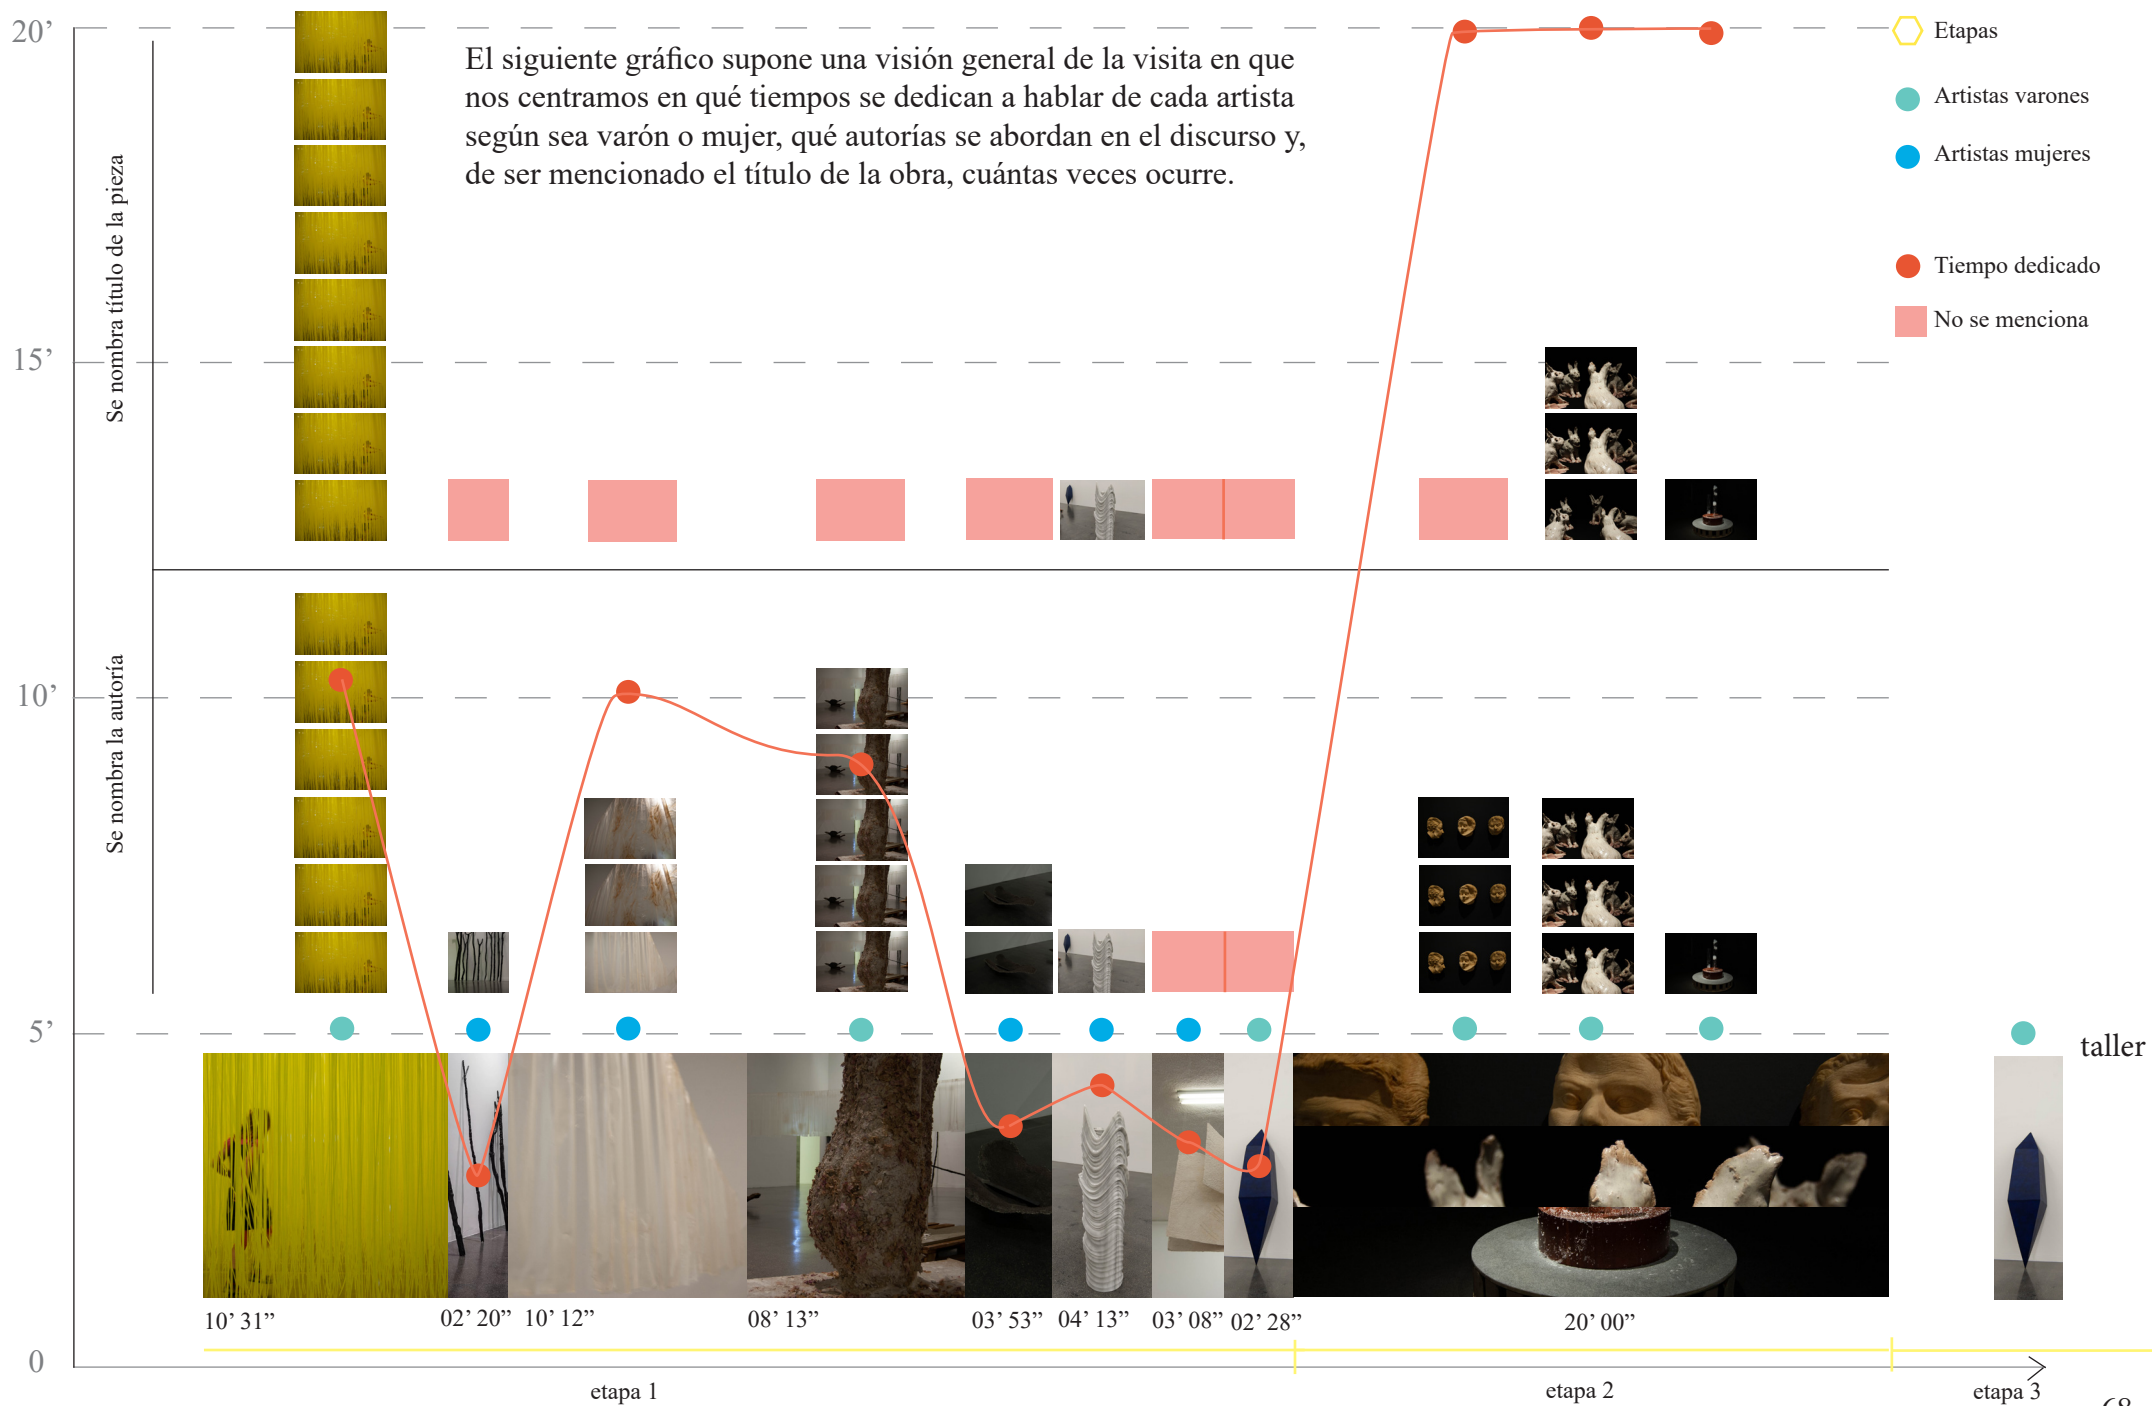 El siguiente gráfico supone una visión general de la visita en que
nos centramos en qué tiempos se dedican a hablar de cada artista
según sea varón o mujer, qué autorías se abordan en el discurso y,
de ser mencionado el título de la obra, cuántas veces ocurre.
Etapas
Artistas varones
Artistas mujeres
Tiempo dedicado
No se menciona
20’
15’
10’
5’
0
Se nombra título de la pieza
Se nombra la autoría
taller
10’ 31”
02’ 20”
10’ 12”
08’ 13”
03’ 53”
04’ 13”
03’ 08”
02’ 28”
20’ 00”
etapa 1
etapa 2
etapa 3